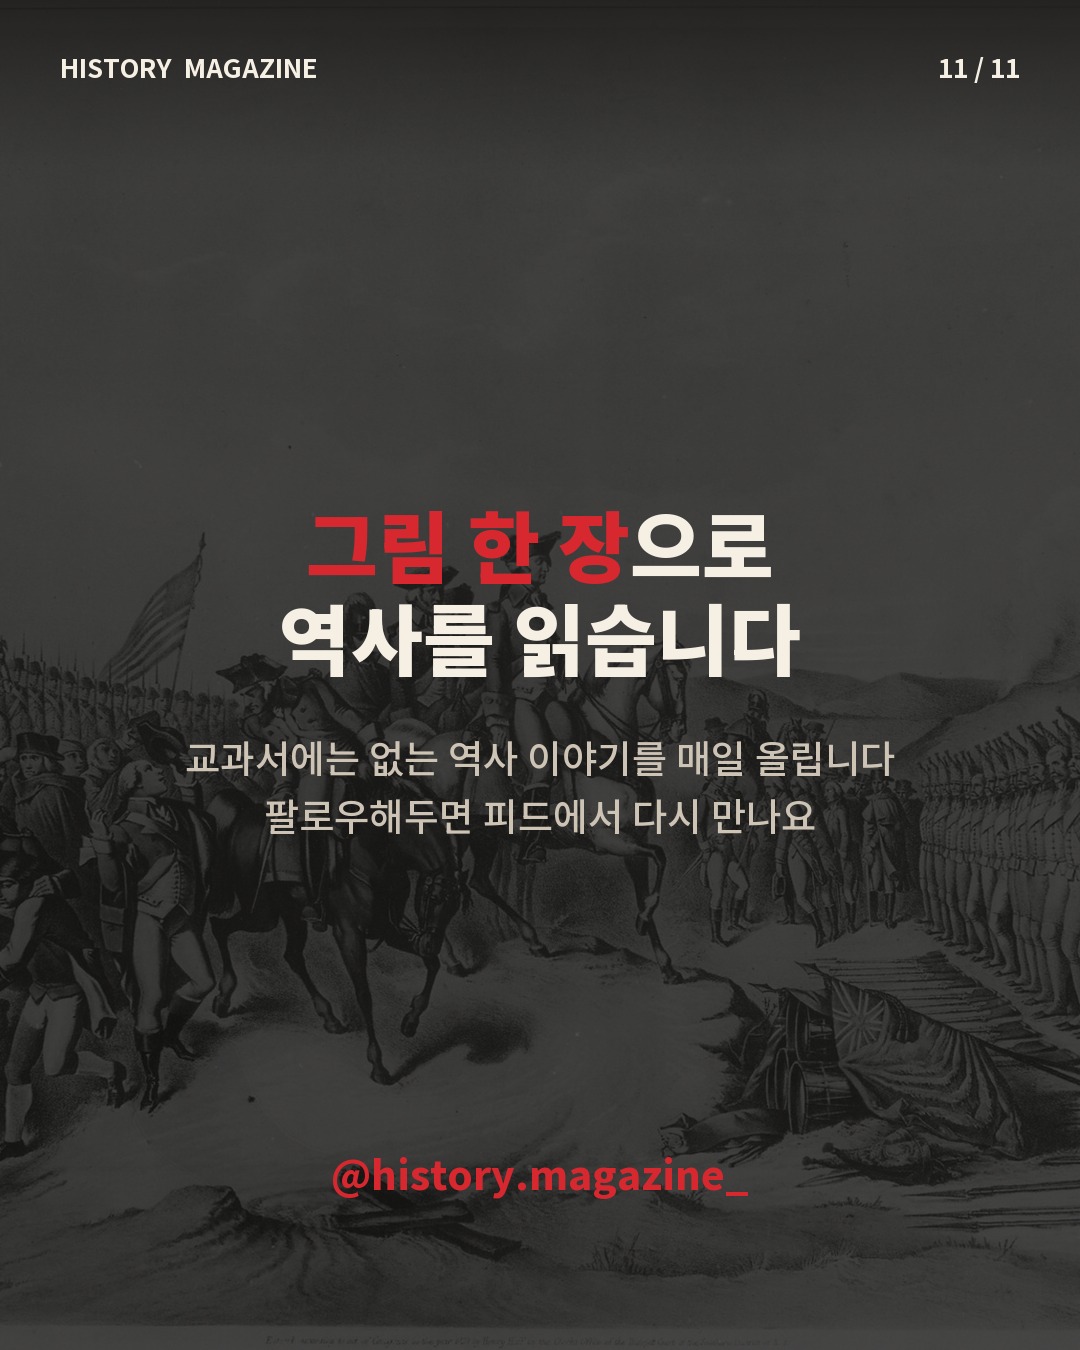 HISTORY MAGAZINE
11 / 11
그림 한 장으로
역사를 읽습니다
교과서에는 없는 역사 이야기를 매일 올립니다
팔로우해두면 피드에서 다시 만나요
@history.magazine_